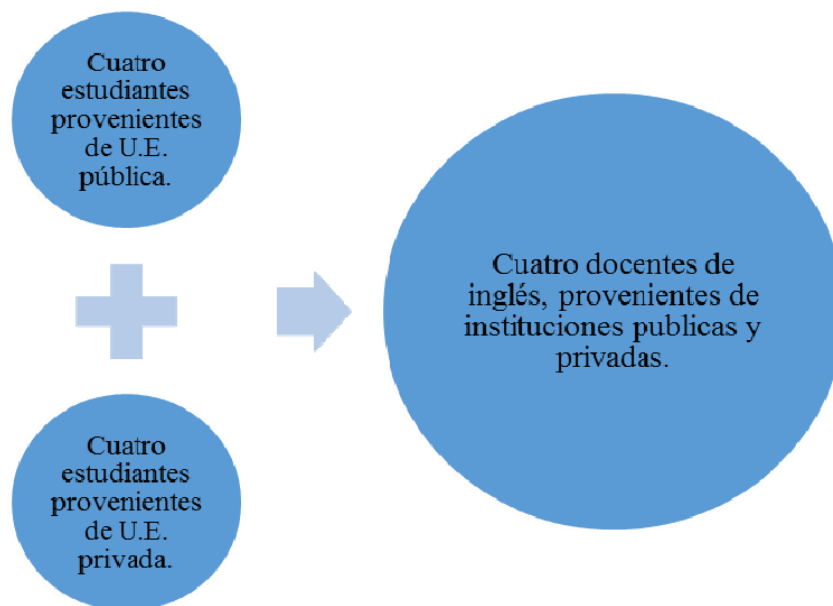 Cuatro
estudiantes
provenientes
de U.E.
pública.
Cuatro
estudiantes
provenientes
de U.E.
privada.
Cuatro docentes de
inglés, provenientes de
instituciones publicas y
privadas.